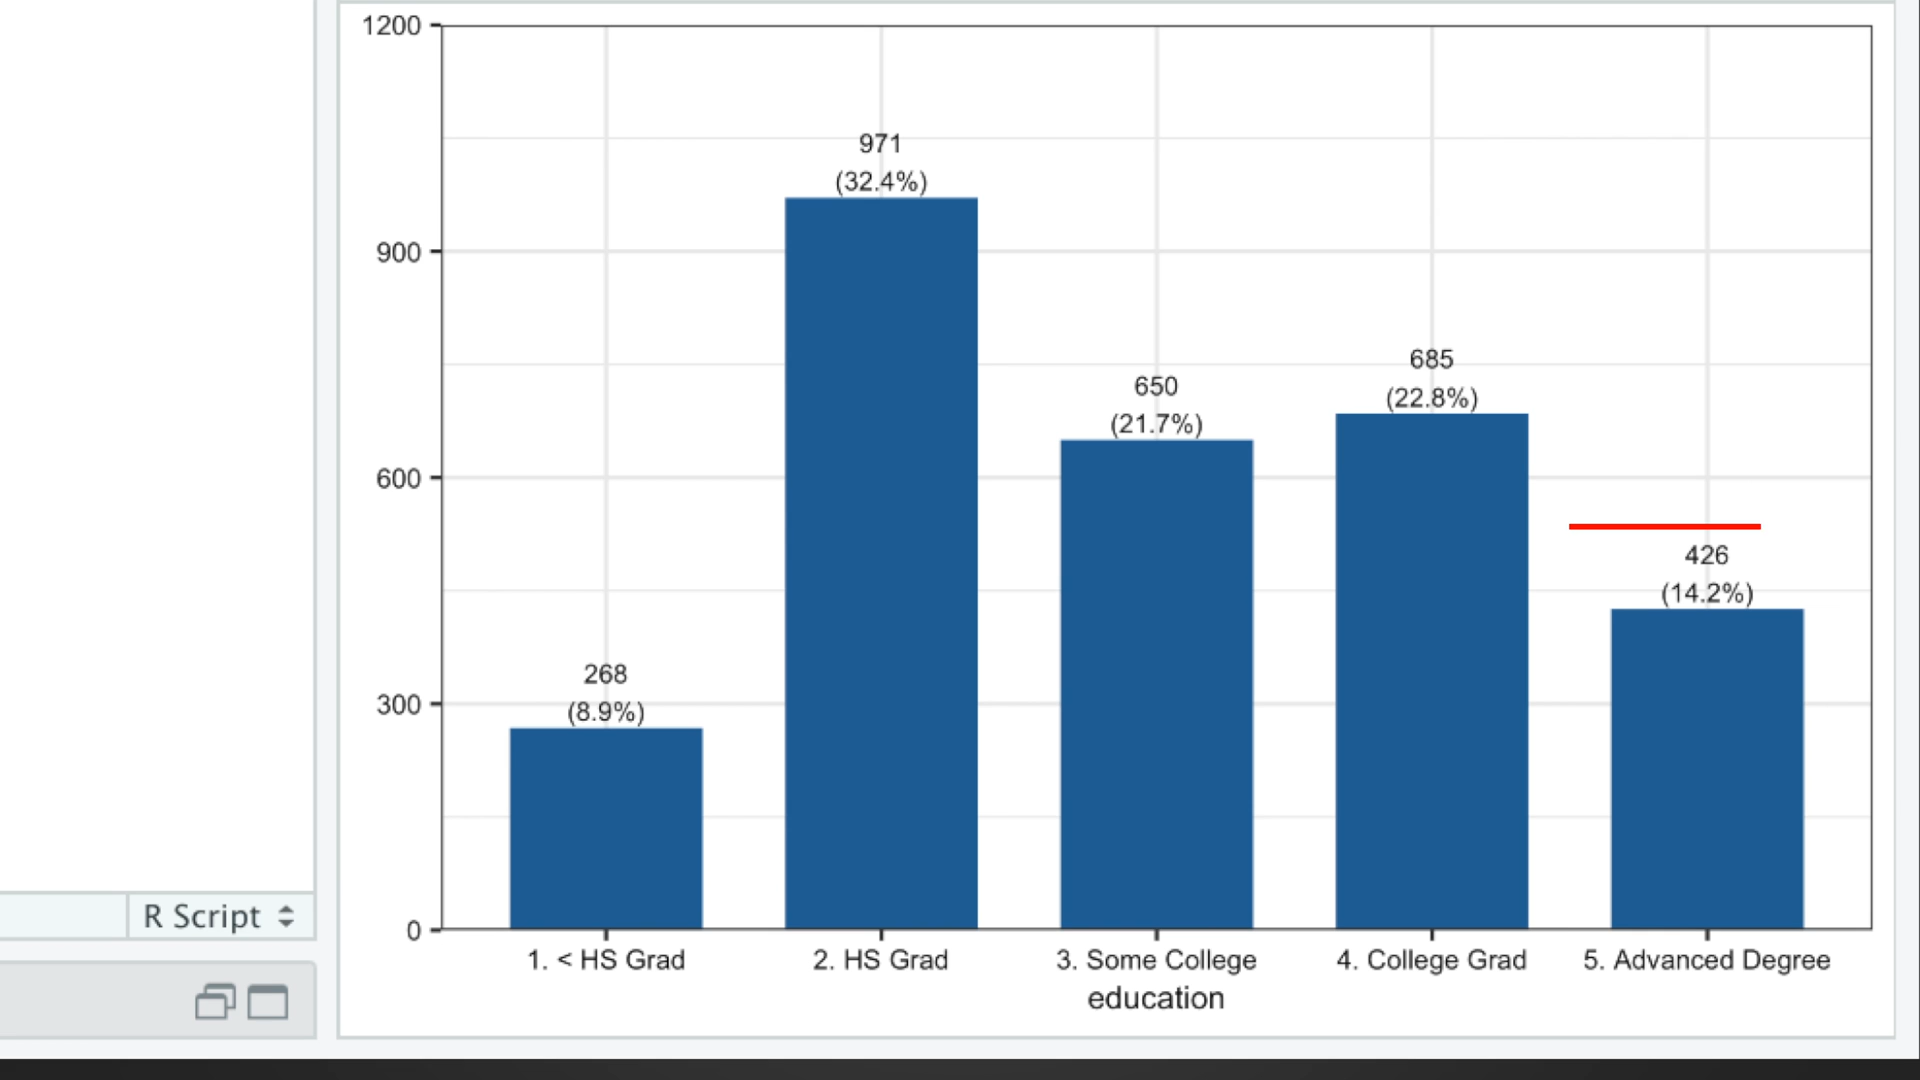 1200
971
(32.4%)
900
685
650
(22.8%)
(21.7%)
600
426
(14.2%)
268
300
(8.9%)
R Script
0
1. < HS Grad
2. HS Grad
3. Some College
4. College Grad
5. Advanced Degree
education